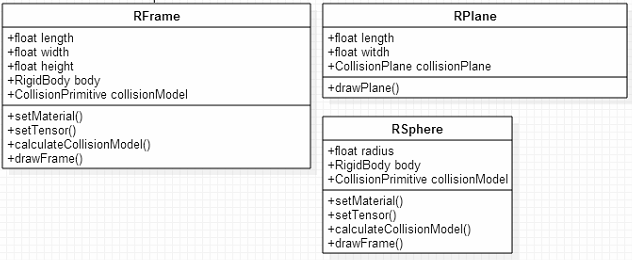 RFrame
+float length
+float width
+float height
+RigidBody body
+CollisionPrimitive collisionModel
+setMaterial()
+setTensor()
+calculateCollisionModel()
+drawFrame()
RPlane
+float length
+float witdh
+CollisionPlane collisionPlane
+drawPlane()
RSphere
+float radius
+RigidBody body
+CollisionPrimitive collisionModel
+setMaterial()
+setTensor()
+calculateCollisionModel()
+drawFrame()